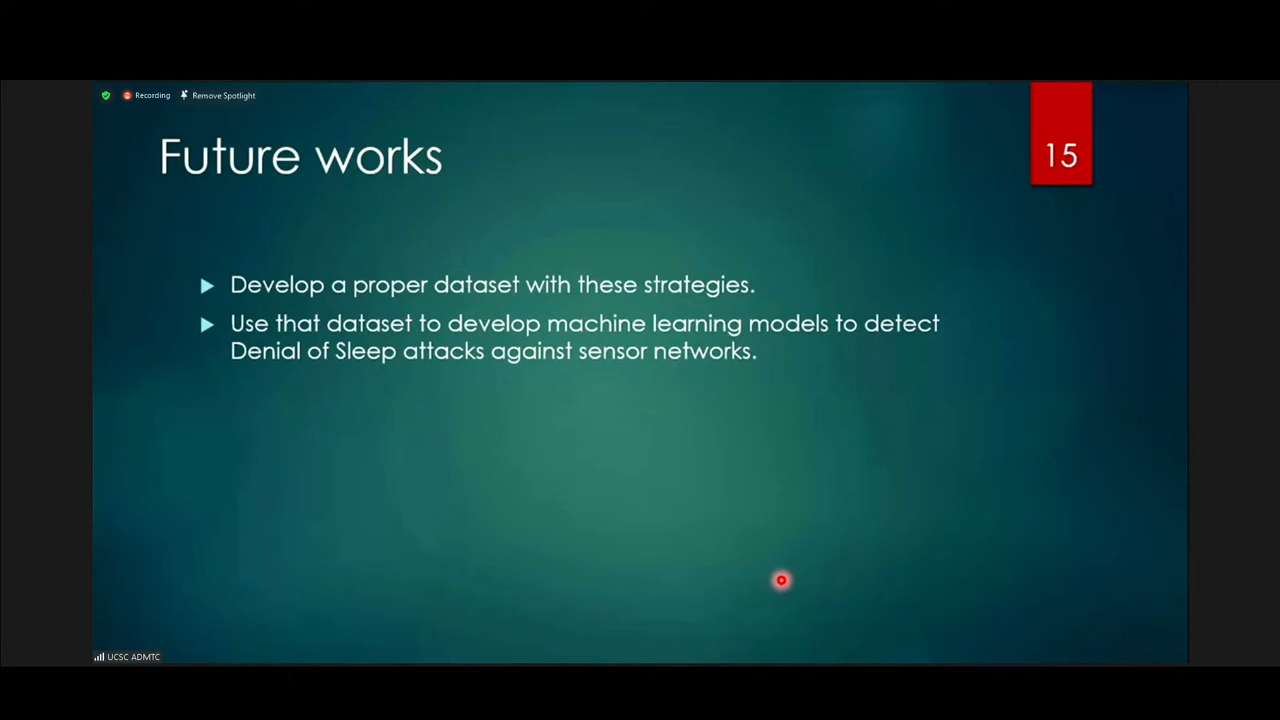 Recording
Remove Spotlight
Future works
15
Develop a proper dataset with these strategies.
Use that dataset to develop machine learning models to detect
Denial of Sleep attacks against sensor networks.
UCSC ADMTC